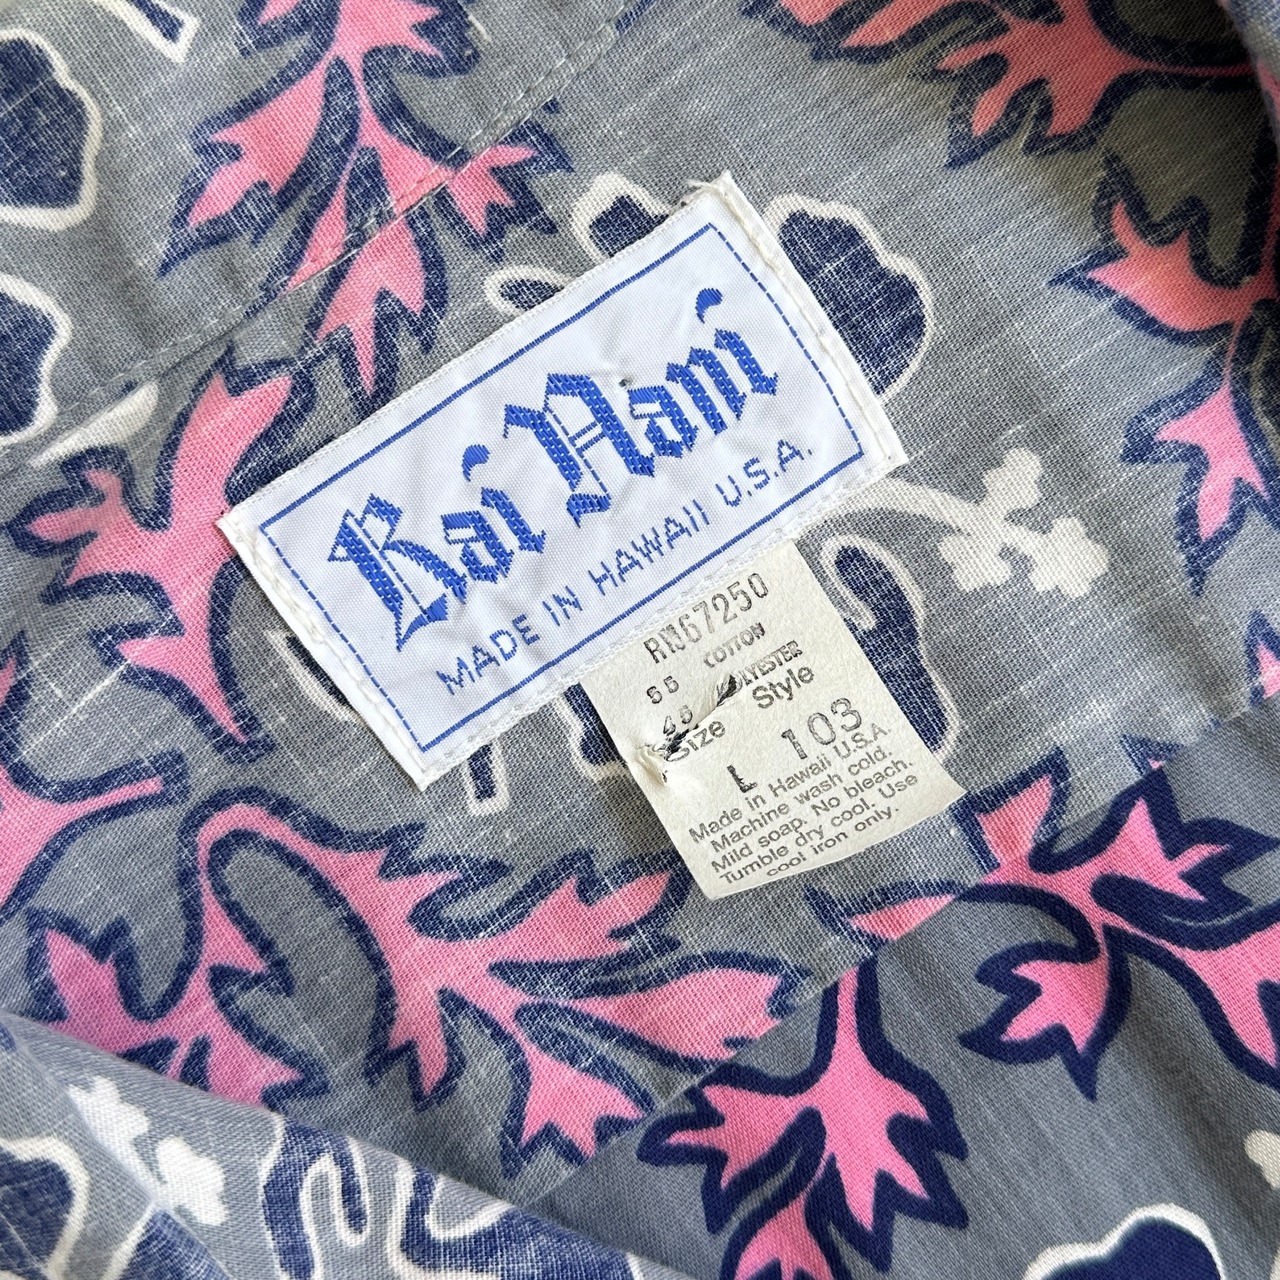 Kai Nani
MADE IN HAWAII U.S.A.
RN67250
55 COTTON
45 POLYESTER
Size Style
L 103
Made in Hawaii U.S.A.
Machine wash cold.
Mild soap. No bleach.
Tumble dry cool. Use
cool iron only.